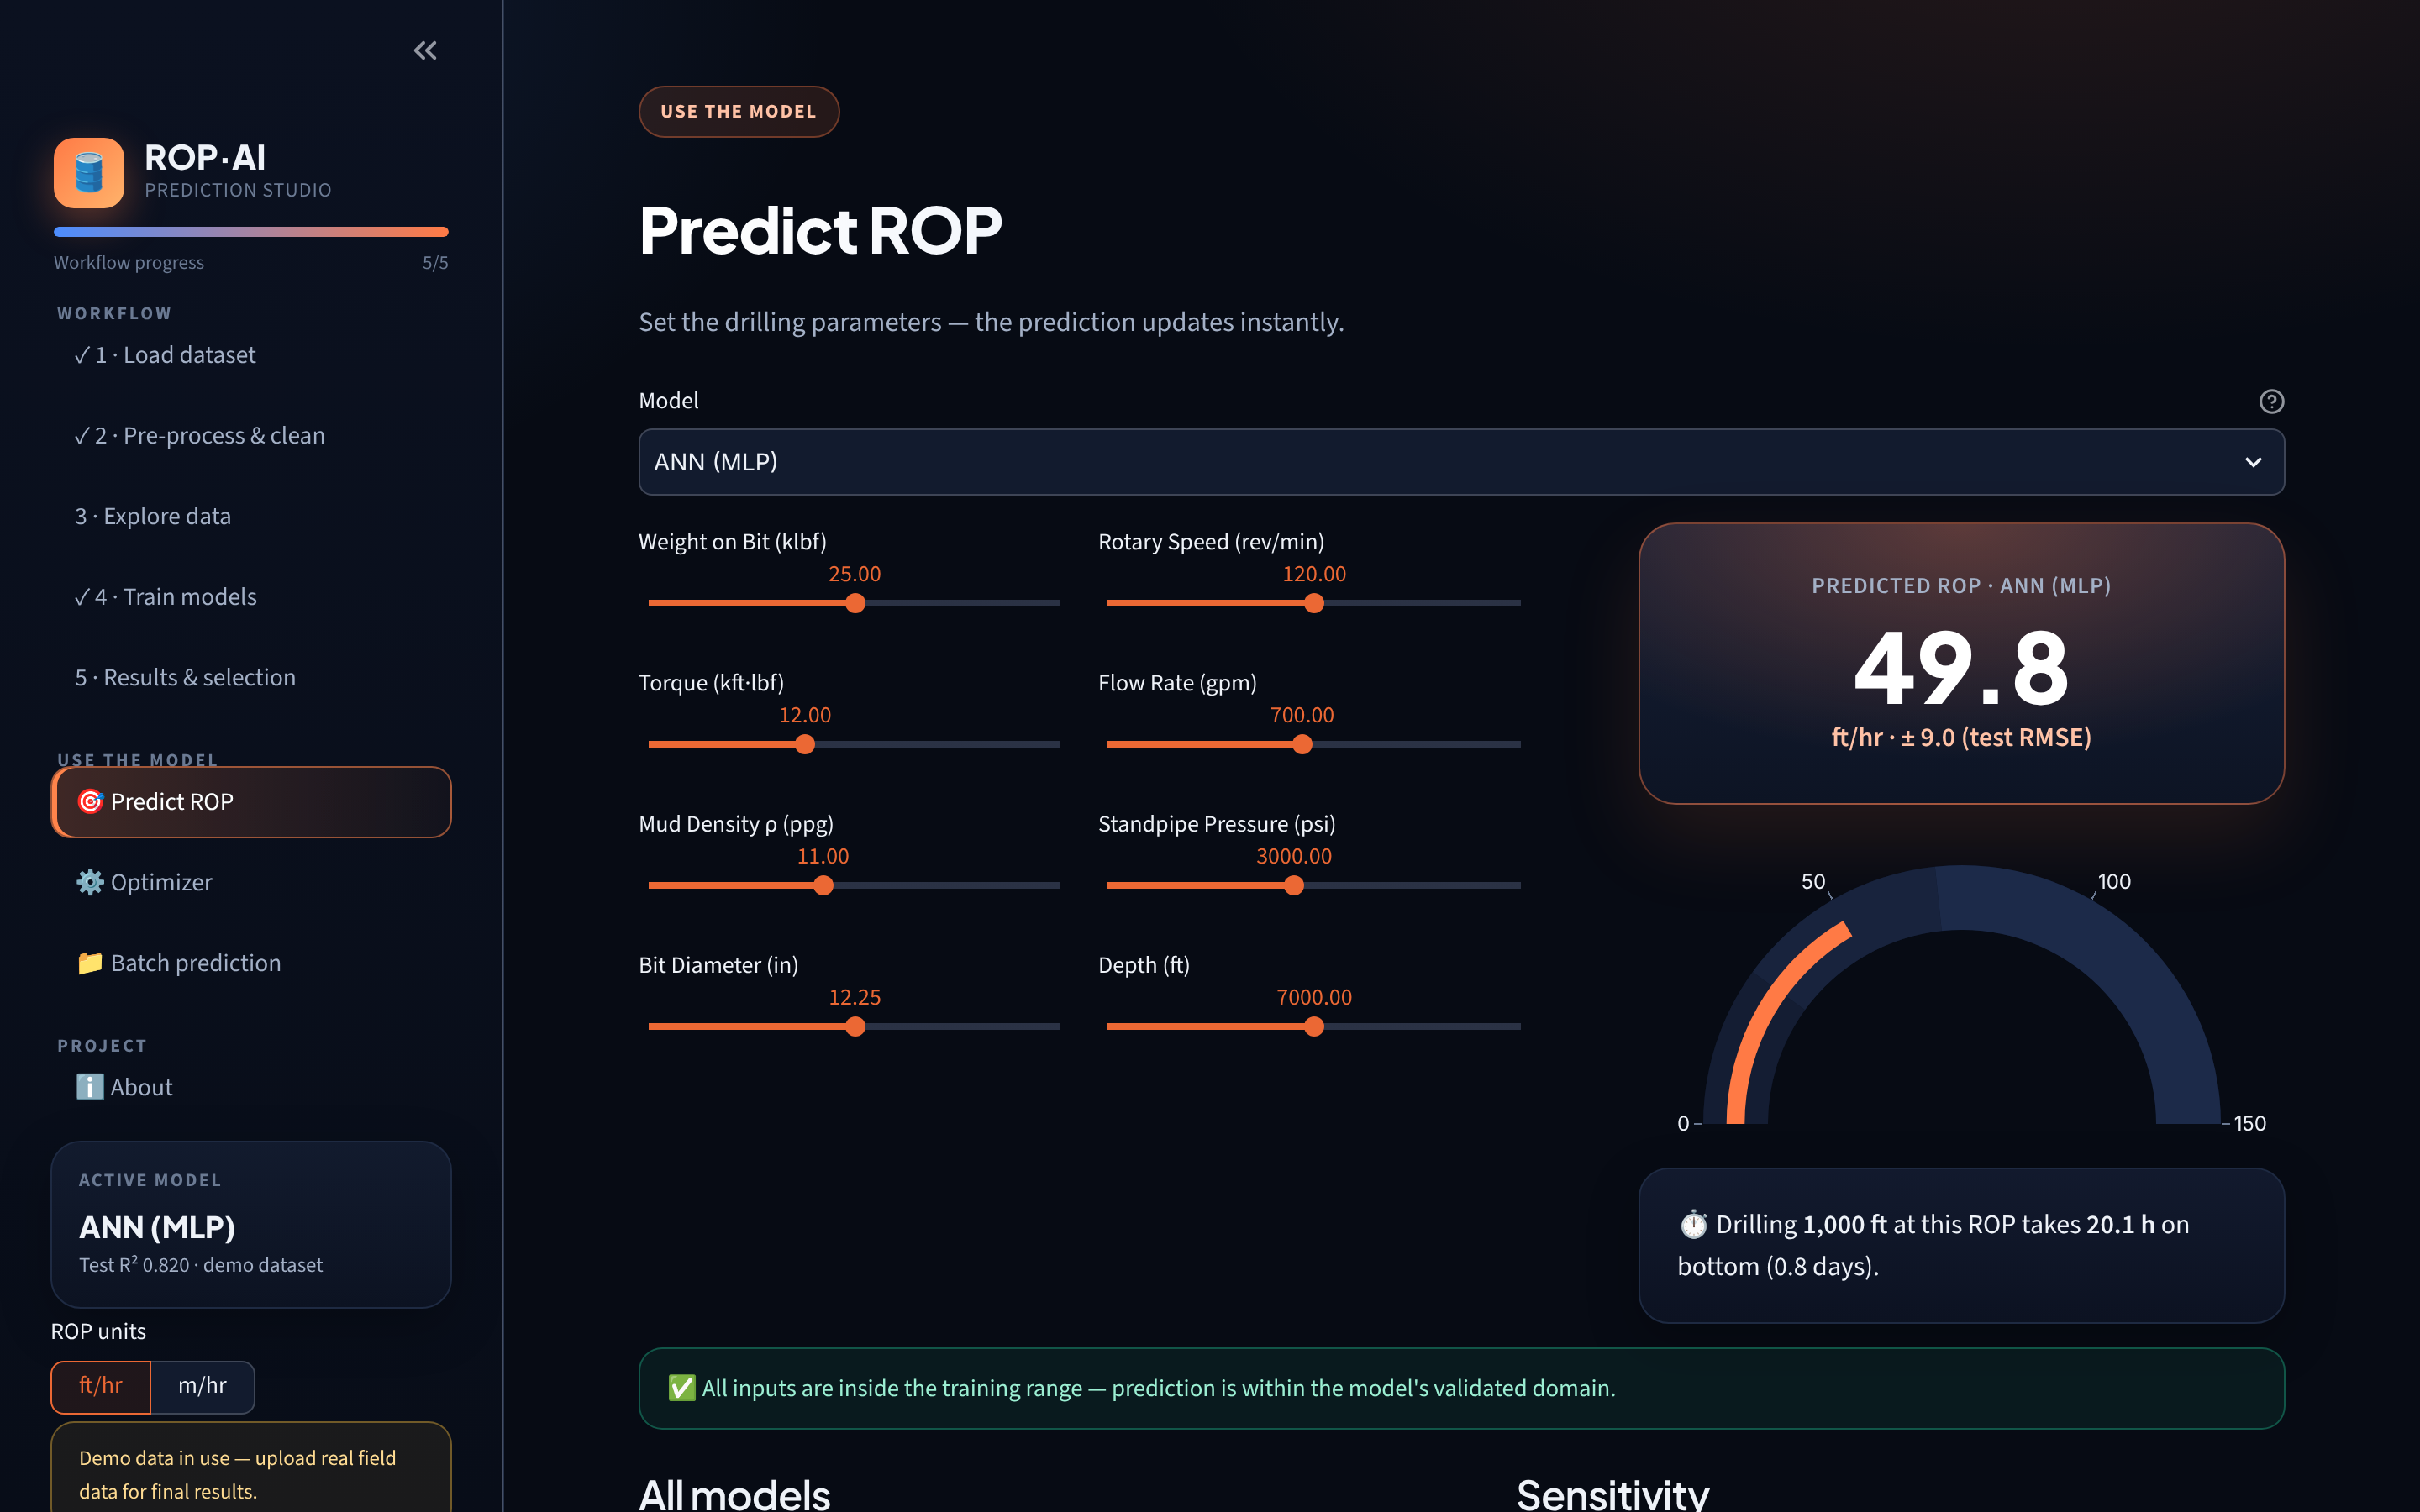 ROP·AI
PREDICTION STUDIO
Workflow progress 5/5
WORKFLOW
✓ 1 · Load dataset
✓ 2 · Pre-process & clean
3 · Explore data
✓ 4 · Train models
5 · Results & selection
USE THE MODEL
🎯 Predict ROP
⚙️ Optimizer
📁 Batch prediction
PROJECT
ℹ️ About
ACTIVE MODEL
ANN (MLP)
Test R² 0.820 · demo dataset
ROP units
ft/hr m/hr
Demo data in use — upload real field
data for final results.
USE THE MODEL
Predict ROP
Set the drilling parameters — the prediction updates instantly.
Model
ANN (MLP)
Weight on Bit (klbf)
25.00
Rotary Speed (rev/min)
120.00
Torque (kft·lbf)
12.00
Flow Rate (gpm)
700.00
Mud Density ρ (ppg)
11.00
Standpipe Pressure (psi)
3000.00
Bit Diameter (in)
12.25
Depth (ft)
7000.00
PREDICTED ROP · ANN (MLP)
49.8
ft/hr · ± 9.0 (test RMSE)
0
50
100
150
⏱️ Drilling 1,000 ft at this ROP takes 20.1 h on
bottom (0.8 days).
✅ All inputs are inside the training range — prediction is within the model's validated domain.
All models
Sensitivity